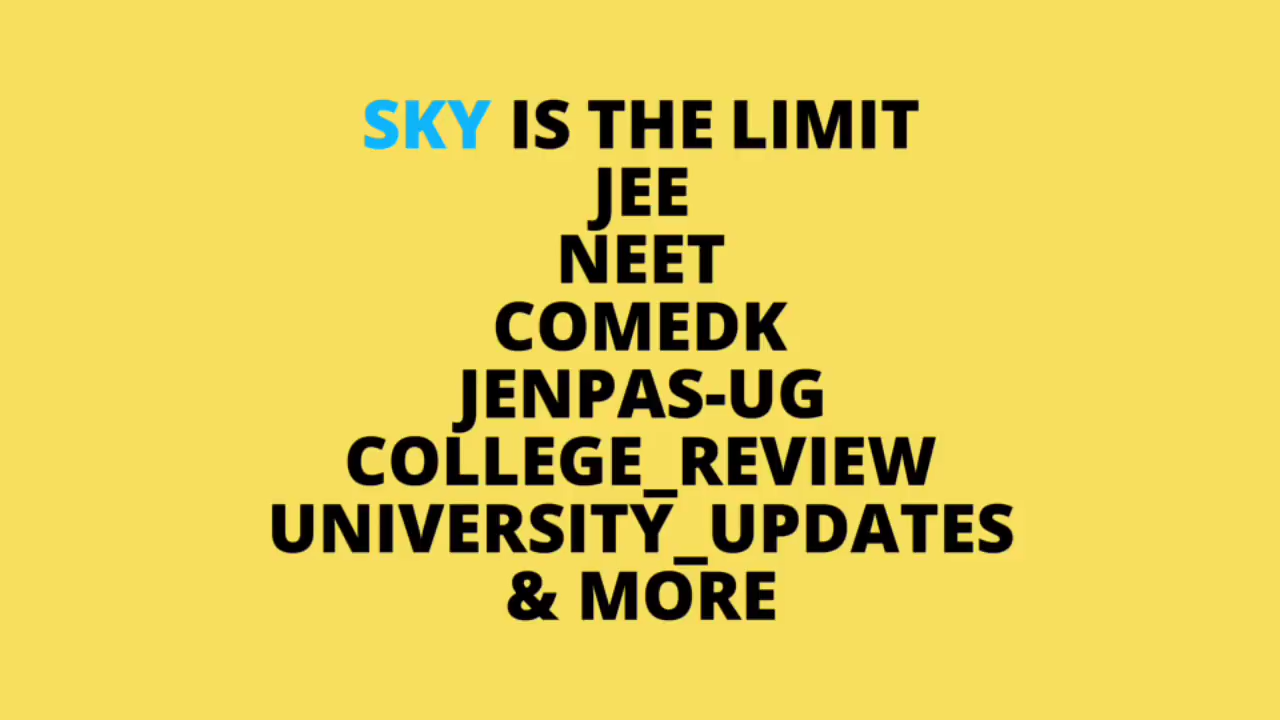 SKY IS THE LIMIT
JEE
NEET
COMEDK
JENPAS-UG
COLLEGE_REVIEW
UNIVERSITY_UPDATES
& MORE